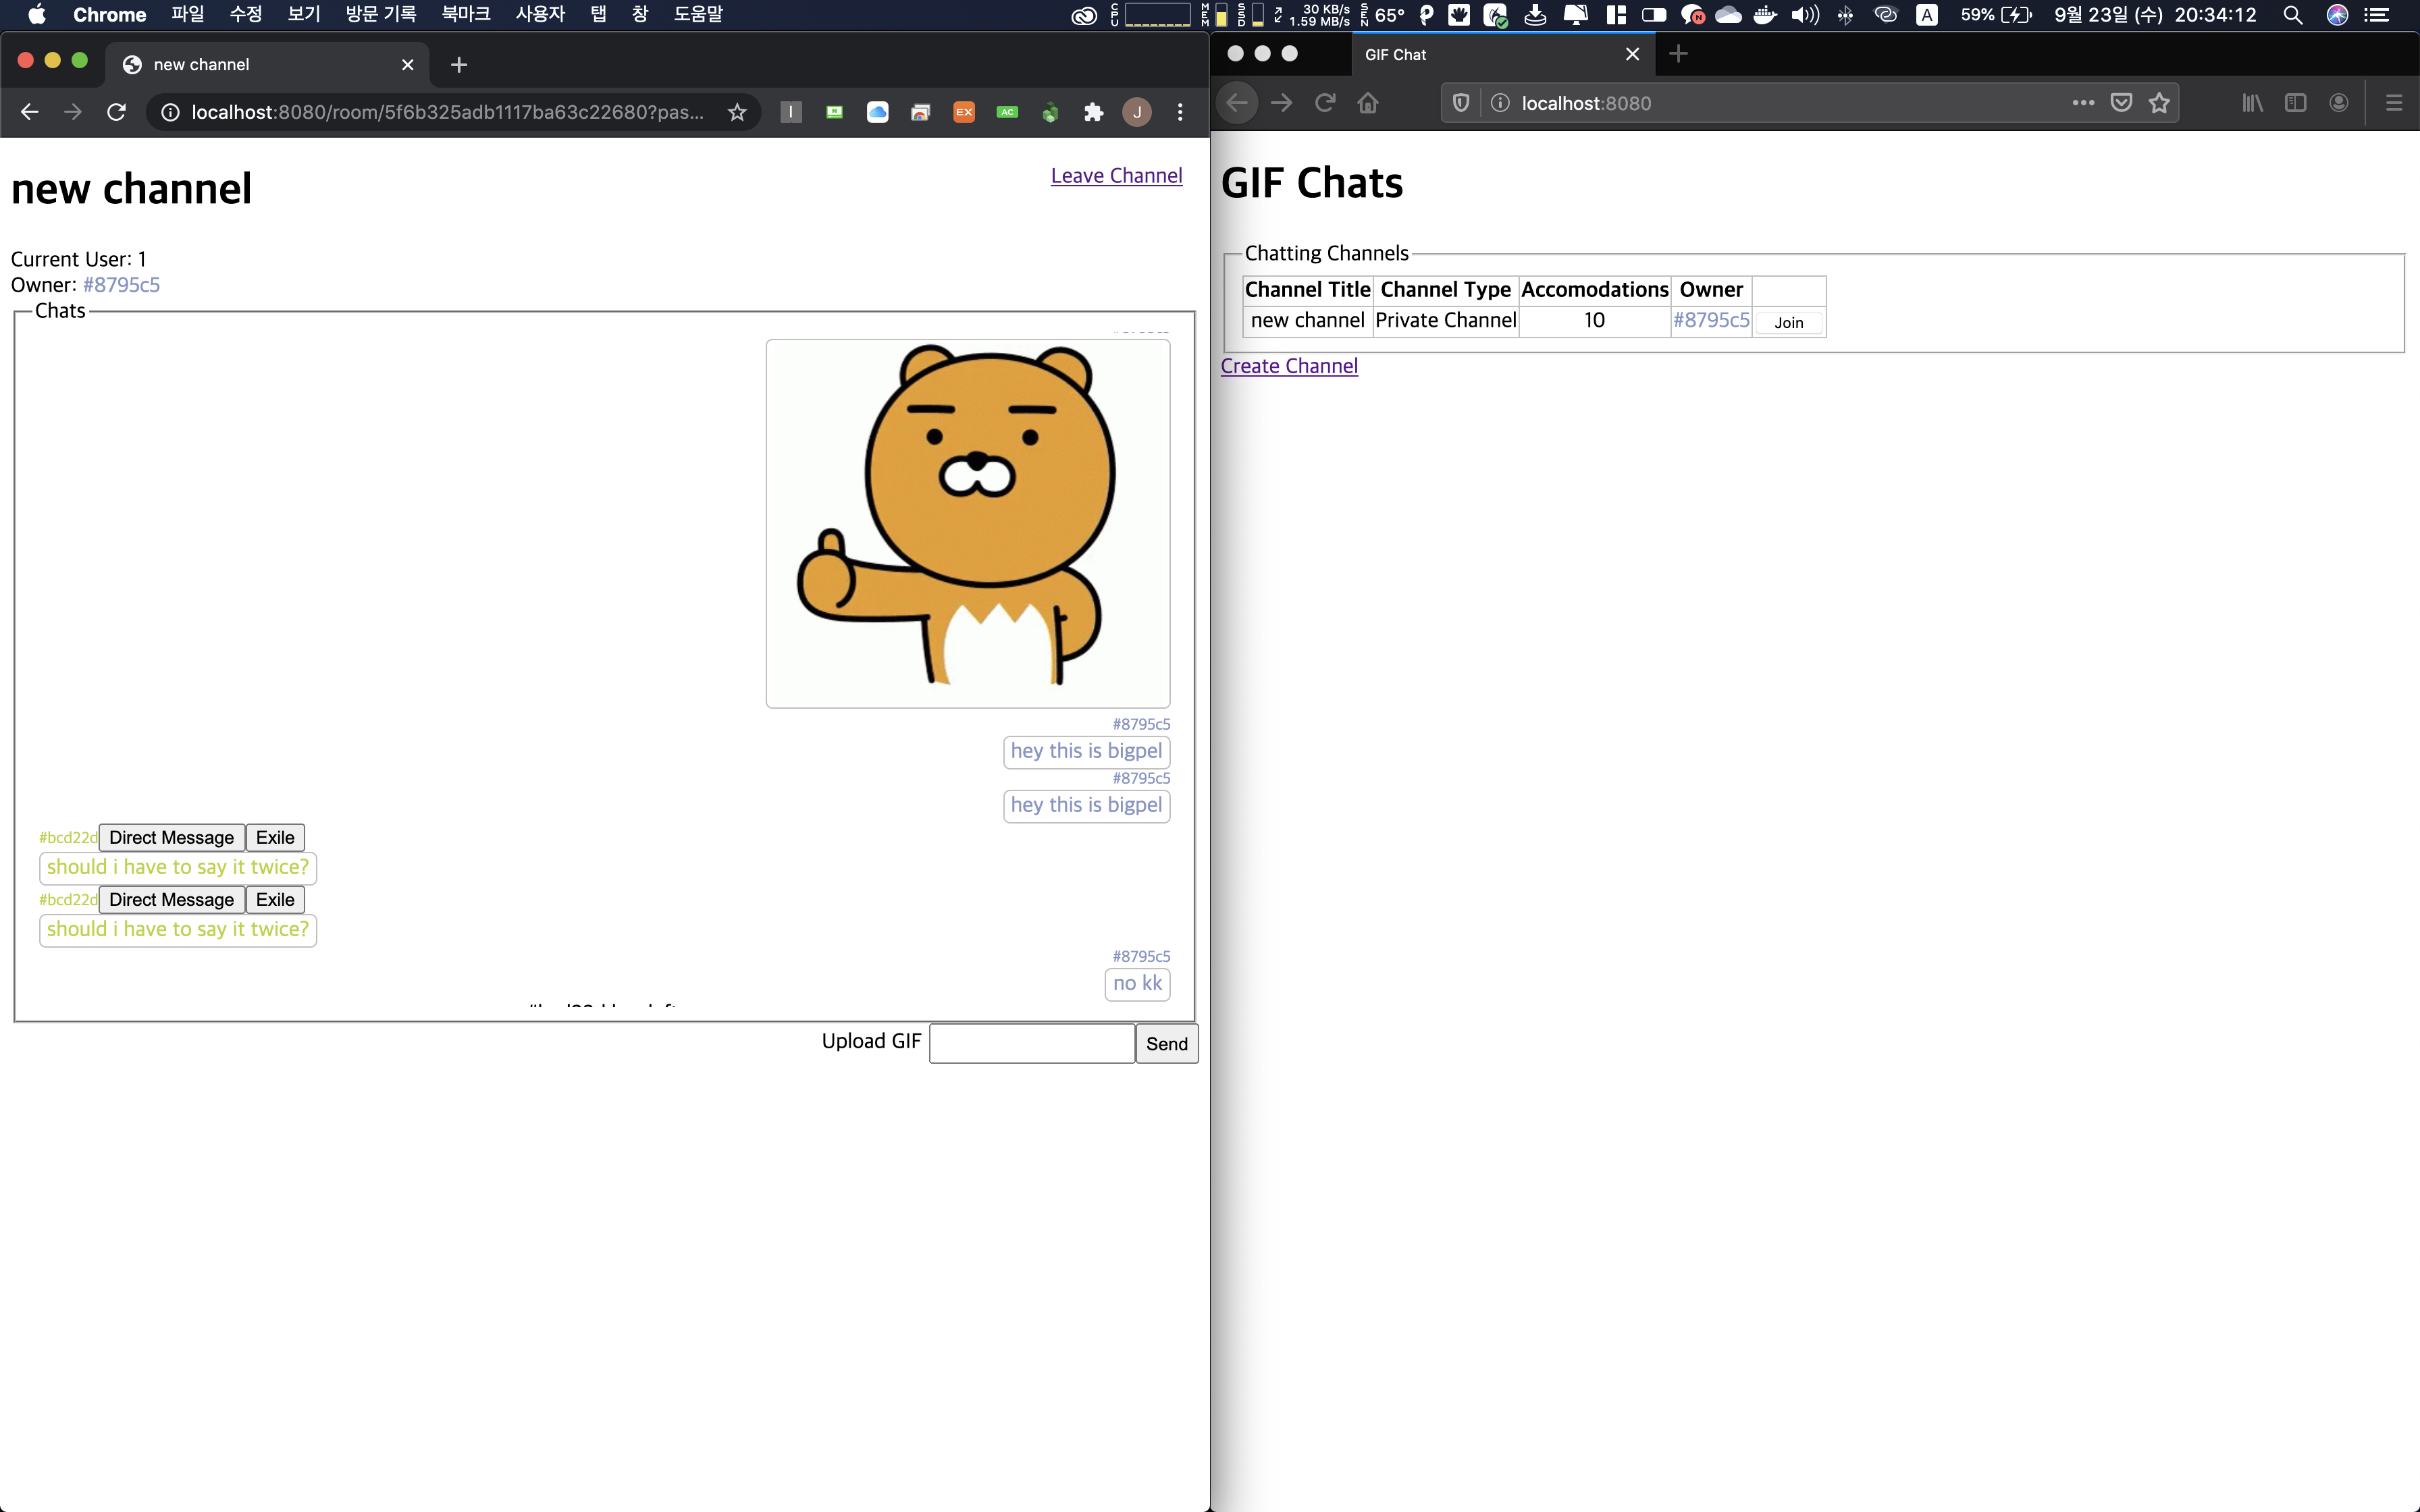 Chrome 파일 수정 보기 방문 기록 북마크 사용자 탭 창 도움말
CPU MEM SSD 30 KB/s 1.59 MB/s SEN 65° A 59% 9월 23일 (수) 20:34:12
new channel
localhost:8080/room/5f6b325adb1117ba63c22680?pas...
EX AC J
new channel
Leave Channel
Current User: 1
Owner: #8795c5
Chats
#8795c5
hey this is bigpel
#8795c5
hey this is bigpel
#bcd22d Direct Message Exile
should i have to say it twice?
#bcd22d Direct Message Exile
should i have to say it twice?
#8795c5
no kk
Upload GIF Send
GIF Chat
localhost:8080
GIF Chats
Chatting Channels
Channel Title Channel Type Accomodations Owner
new channel Private Channel 10 #8795c5 Join
Create Channel